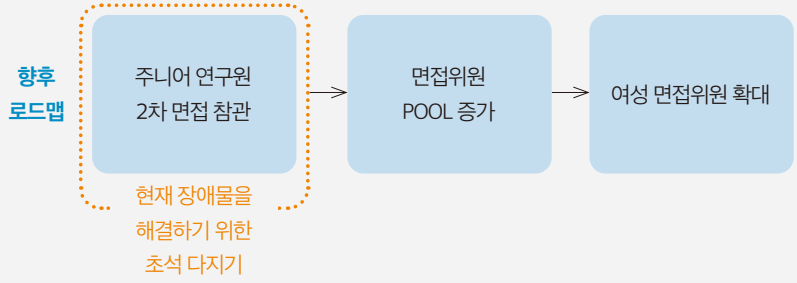 향후
로드맵
주니어 연구원
2차 면접 참관
면접위원
POOL 증가
여성 면접위원 확대
현재 장애물을
해결하기 위한
초석 다지기